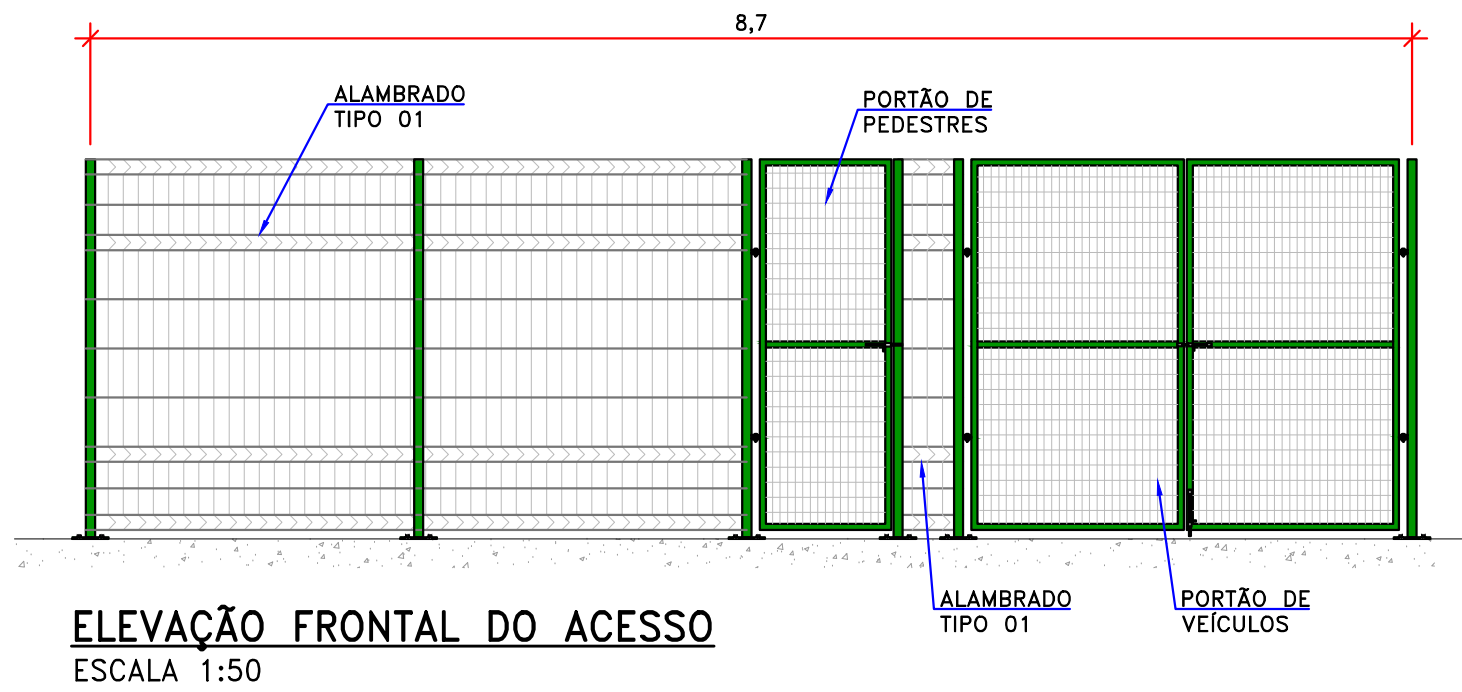 8,7
ALAMBRADO
TIPO 01
PORTÃO DE
PEDESTRES
ALAMBRADO
TIPO 01
PORTÃO DE
VEÍCULOS
ELEVAÇÃO FRONTAL DO ACESSO
ESCALA 1:50